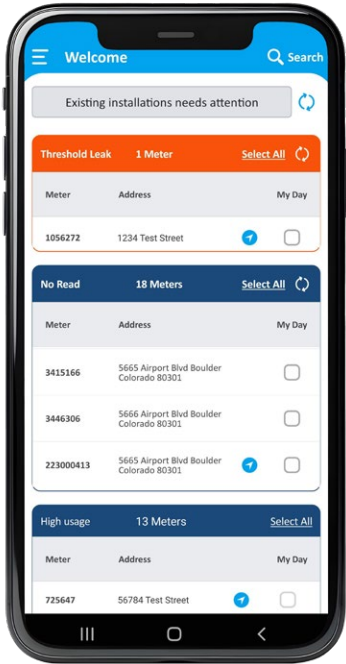 Welcome
Search
Existing installations needs attention
Threshold Leak 1 Meter Select All
Meter Address My Day
1056272 1234 Test Street
No Read 18 Meters Select All
Meter Address My Day
3415166 5665 Airport Blvd Boulder
Colorado 80301
3446306 5666 Airport Blvd Boulder
Colorado 80301
223000413 5665 Airport Blvd Boulder
Colorado 80301
High usage 13 Meters Select All
Meter Address My Day
725647 56784 Test Street